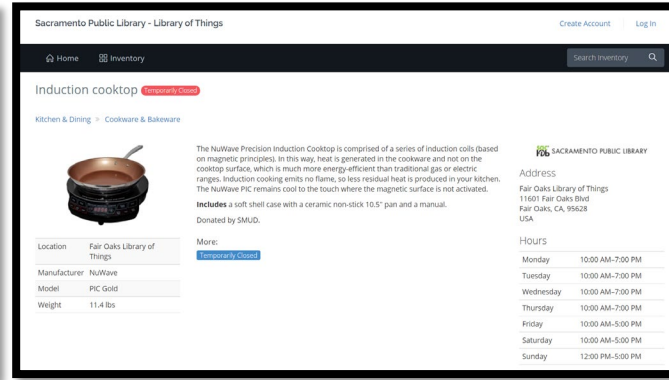 Sacramento Public Library - Library of Things
Create Account
Log In
Home
Inventory
Search Inventory
Induction cooktop Temporarily Closed
Kitchen & Dining > Cookware & Bakeware
The NuWave Precision Induction Cooktop is comprised of a series of induction coils (based
on magnetic principles). In this way, heat is generated in the cookware and not on the
cooktop surface, which is much more energy-efficient than traditional gas or electric
ranges. Induction cooking emits no flame, so less residual heat is produced in your kitchen.
The NuWave PIC remains cool to the touch where the magnetic surface is not activated.
Includes a soft shell case with a ceramic non-stick 10.5" pan and a manual.
Donated by SMUD.
More:
Temporarily Closed
Location Fair Oaks Library of
Things
Manufacturer NuWave
Model PIC Gold
Weight 11.4 lbs
SACRAMENTO PUBLIC LIBRARY
Address
Fair Oaks Library of Things
11601 Fair Oaks Blvd
Fair Oaks, CA, 95628
USA
Hours
Monday 10:00 AM–7:00 PM
Tuesday 10:00 AM–7:00 PM
Wednesday 10:00 AM–7:00 PM
Thursday 10:00 AM–7:00 PM
Friday 10:00 AM–5:00 PM
Saturday 10:00 AM–5:00 PM
Sunday 12:00 PM–5:00 PM